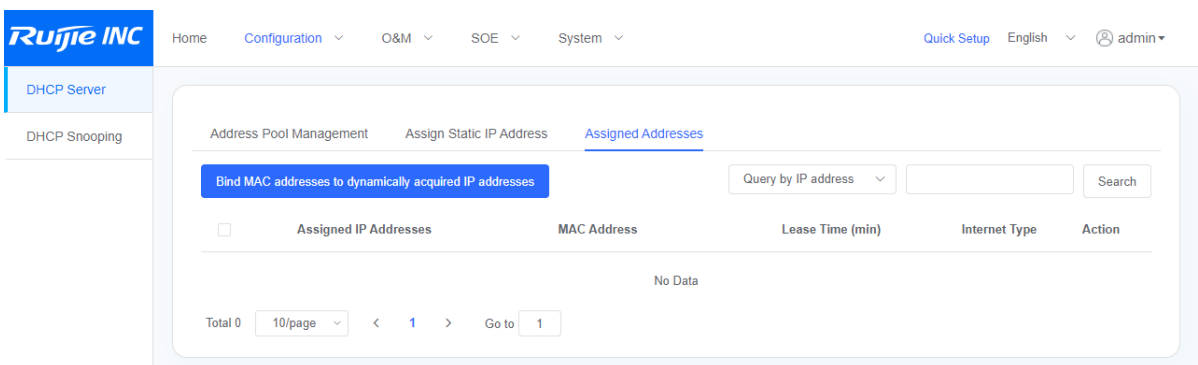 Ruijie INC Home Configuration O&M SOE System Quick Setup English admin
DHCP Server
DHCP Snooping
Address Pool Management Assign Static IP Address Assigned Addresses
Bind MAC addresses to dynamically acquired IP addresses Query by IP address Search
Assigned IP Addresses MAC Address Lease Time (min) Internet Type Action
No Data
Total 0 10/page < 1 > Go to 1